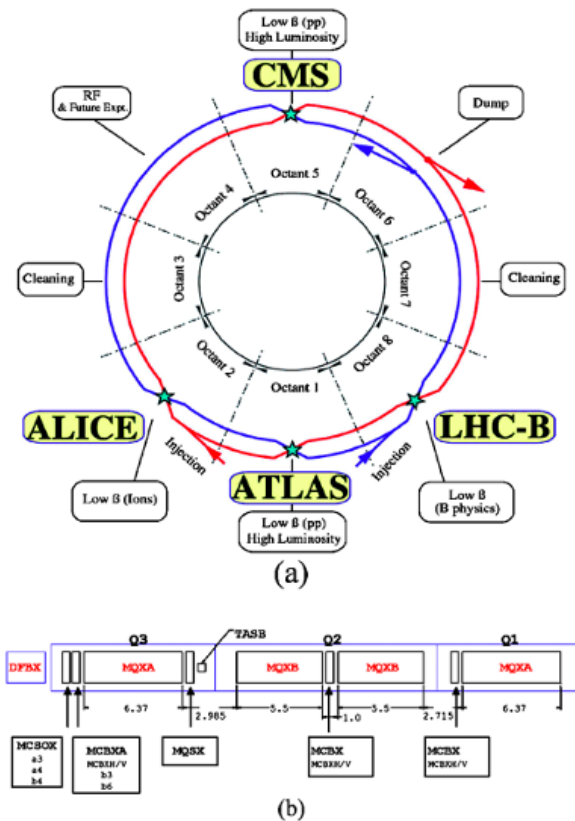 Low ß (pp)
High Luminosity
CMS
RF
& Future Expt.
Dump
Octant 5
Octant 4
Octant 6
Cleaning
Octant 3
Octant 7
Cleaning
Octant 2
Octant 8
Octant 1
ALICE
LHC-B
Injection
Injection
ATLAS
Low ß (Ions)
Low ß
(B physics)
Low ß (pp)
High Luminosity
(a)
Q3
TASB
Q2
Q1
DFBX
MQXA
MQXB
MQXB
MQXA
6.37
2.985
5.5
1.0
5.5
2.715
6.37
MCSOX
a3
a4
b4
MCBXA
MCBXH/V
b3
b6
MQSX
MCBX
MCBXH/V
MCBX
MCBXH/V
(b)